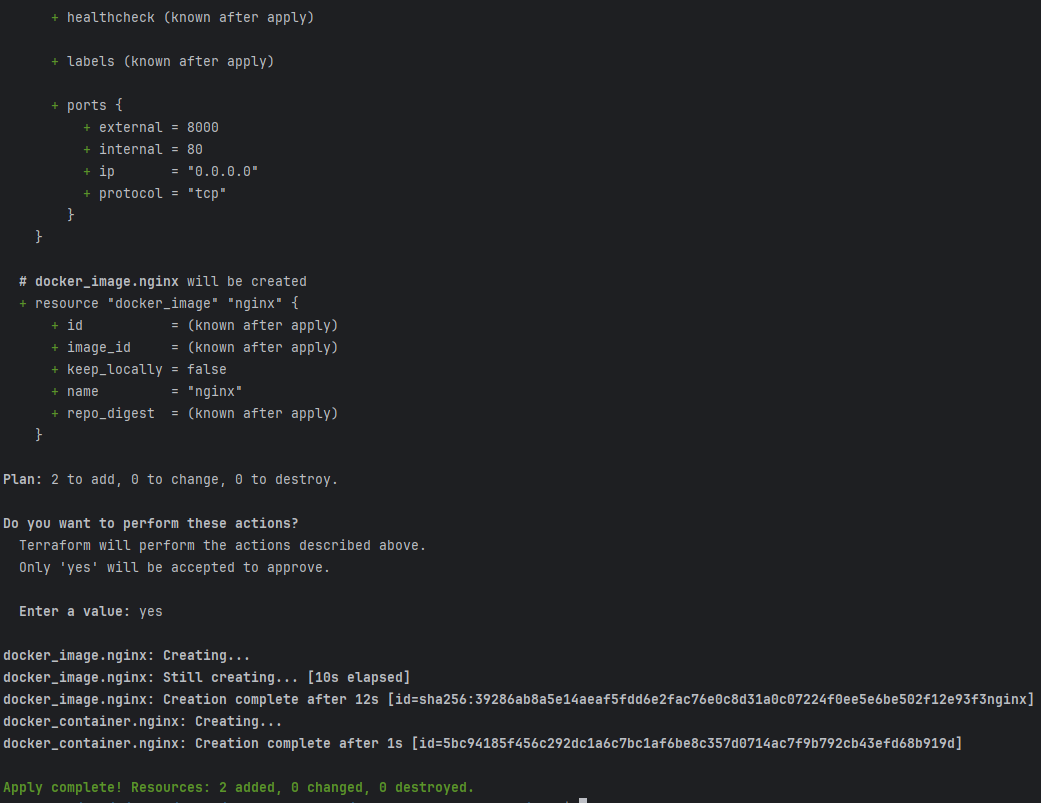 + healthcheck (known after apply)
+ labels (known after apply)
+ ports {
+ external = 8000
+ internal = 80
+ ip       = "0.0.0.0"
+ protocol = "tcp"
}
}
# docker_image.nginx will be created
+ resource "docker_image" "nginx" {
+ id           = (known after apply)
+ image_id     = (known after apply)
+ keep_locally = false
+ name         = "nginx"
+ repo_digest  = (known after apply)
}
Plan: 2 to add, 0 to change, 0 to destroy.
Do you want to perform these actions?
Terraform will perform the actions described above.
Only 'yes' will be accepted to approve.
Enter a value: yes
docker_image.nginx: Creating...
docker_image.nginx: Still creating... [10s elapsed]
docker_image.nginx: Creation complete after 12s [id=sha256:39286ab8a5e14aeaf5fdd6e2fac76e0c8d31a0c07224f0ee5e6be502f12e93f3nginx]
docker_container.nginx: Creating...
docker_container.nginx: Creation complete after 1s [id=5bc94185f456c292dc1a6c7bc1af6be8c357d0714ac7f9b792cb43efd68b919d]
Apply complete! Resources: 2 added, 0 changed, 0 destroyed.